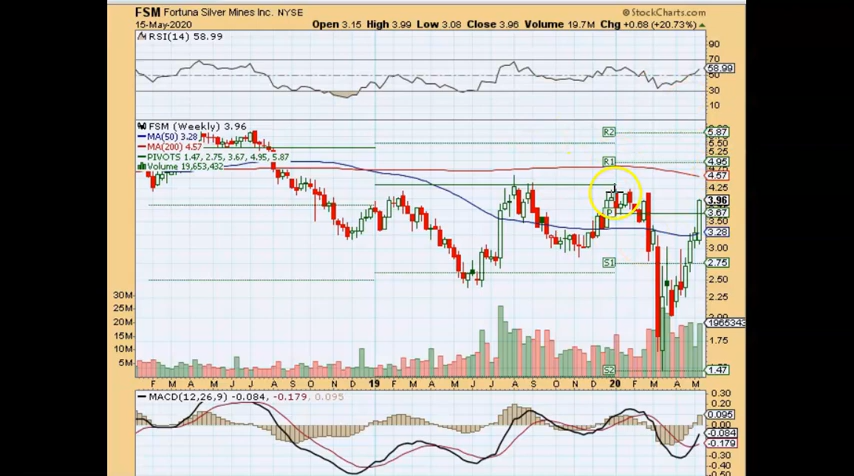 FSM Fortuna Silver Mines Inc. NYSE
© StockCharts.com
15-May-2020
Open 3.15 High 3.99 Low 3.08 Close 3.96 Volume 19.7M Chg +0.68 (+20.73%)
RSI(14) 58.99
90
70
58.99
50
30
10
FSM (Weekly) 3.96
MA(50) 3.28
MA(200) 4.57
PIVOTS 1.47, 2.75, 3.67, 4.95, 5.87
Volume 19,653,432
R2
5.87
5.50
5.25
R1
4.95
4.57
4.25
3.96
P
3.67
3.50
3.28
3.00
S1
2.75
2.50
2.25
2.00
1.75
S2
1.47
30M
25M
20M
15M
10M
5M
1965343
F M A M J J A S O N D 19 F M A M J J A S O N D 20 F M A M
MACD(12,26,9) -0.084, -0.179, 0.095
0.30
0.20
0.095
-0.084
-0.179
-0.30
-0.40